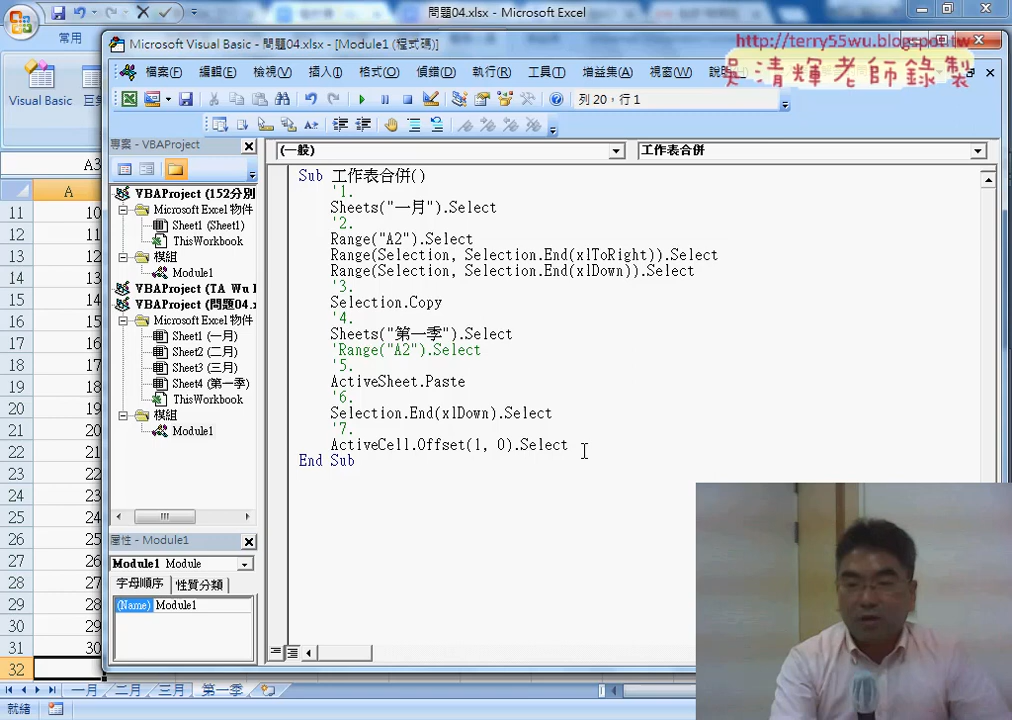 問題04.xlsx - Microsoft Excel
常用
Microsoft Visual Basic - 問題04.xlsx - [Module1 (程式碼)]
http://terry55wu.blogspot.tw
吳清輝老師錄製
檔案(F) 編輯(E) 檢視(V) 插入(I) 格式(O) 偵錯(D) 執行(R) 工具(T) 增益集(A) 視窗(W)
Visual Basic
列 20，行 1
專案 - VBAProject
(一般)
工作表合併
A3
A
VBAProject (152分別
Microsoft Excel 物件
Sheet1 (Sheet1)
ThisWorkbook
模組
Module1
VBAProject (TA Wu I
VBAProject (問題04.x
Microsoft Excel 物件
Sheet1 (一月)
Sheet2 (二月)
Sheet3 (三月)
Sheet4 (第一季)
ThisWorkbook
模組
Module1
Sub 工作表合併()
'1.
Sheets("一月").Select
'2.
Range("A2").Select
Range(Selection, Selection.End(xlToRight)).Select
Range(Selection, Selection.End(xlDown)).Select
'3.
Selection.Copy
'4.
Sheets("第一季").Select
'Range("A2").Select
'5.
ActiveSheet.Paste
'6.
Selection.End(xlDown).Select
'7.
ActiveCell.Offset(1, 0).Select
End Sub
11 10
12 11
13 12
14 13
15 14
16 15
17 16
18 17
19 18
20 19
21 20
22 21
23 22
24 23
25 24
26 25
27 26
28 27
29 28
30 29
31 30
32
屬性 - Module1
Module1 Module
字母順序 性質分類
(Name) Module1
一月 二月 三月 第一季
就緒